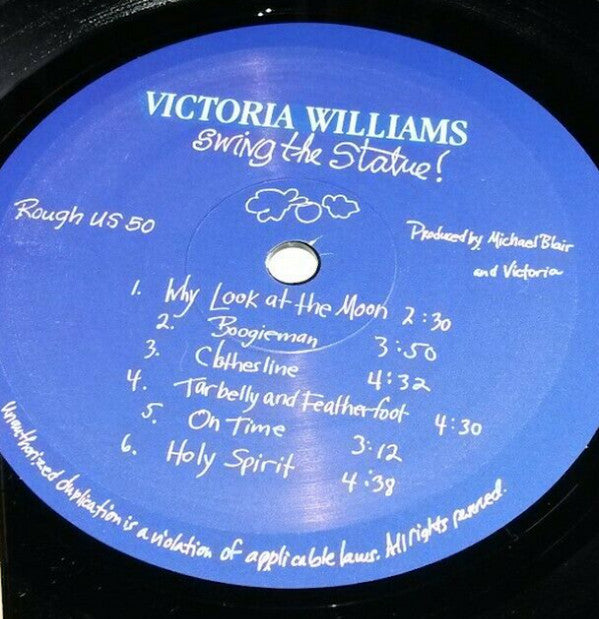 VICTORIA WILLIAMS
Swing the Statue!
Rough US 50
Produced by Michael Blair
and Victoria
1. Why Look at the Moon 2:30
2. Boogieman 3:50
3. Clothesline 4:32
4. Tarbelly and Featherfoot 4:30
5. On Time 3:12
6. Holy Spirit 4:38
Unauthorized duplication is a violation of applicable laws. All rights reserved.